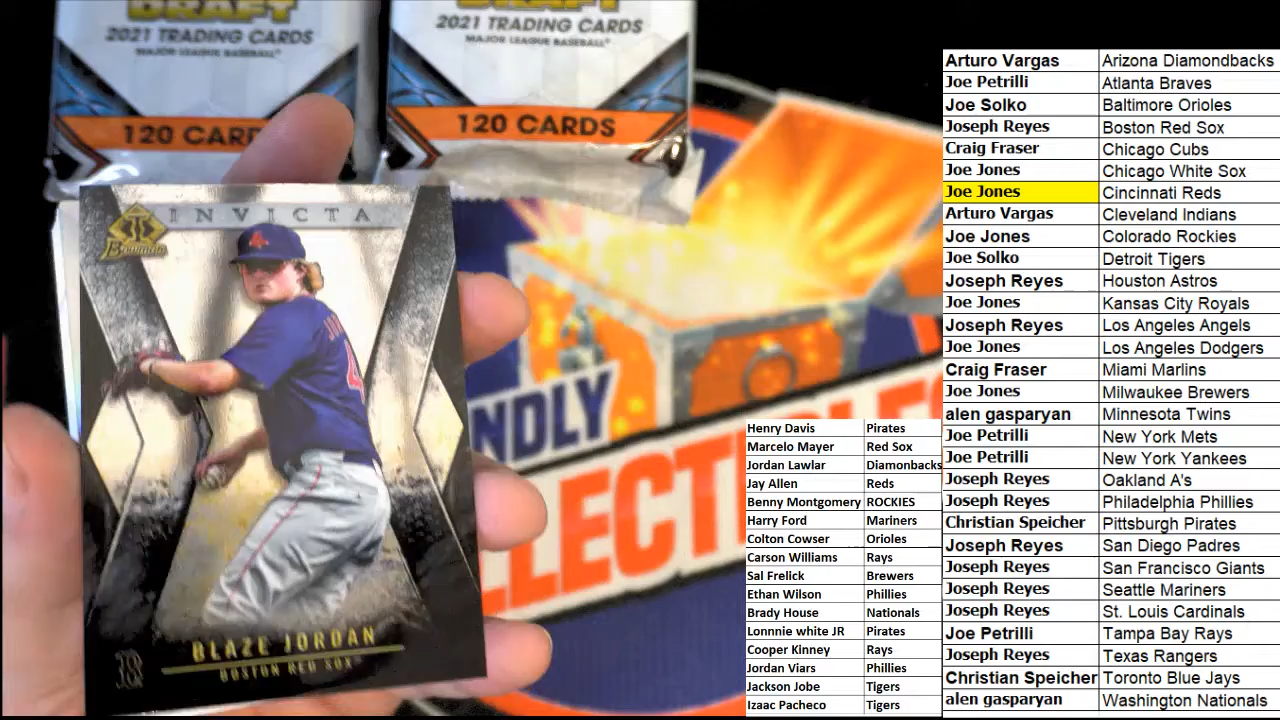 DRAFT
2021 TRADING CARDS
MAJOR LEAGUE BASEBALL
120 CARDS
2021 TRADING CARDS
MAJOR LEAGUE BASEBALL
120 CARDS
INVICTA
Bowman
BLAZE JORDAN
BOSTON RED SOX
NDLY
LLECT
Henry Davis Pirates
Marcelo Mayer Red Sox
Jordan Lawlar Diamonbacks
Jay Allen Reds
Benny Montgomery ROCKIES
Harry Ford Mariners
Colton Cowser Orioles
Carson Williams Rays
Sal Frelick Brewers
Ethan Wilson Phillies
Brady House Nationals
Lonnnie white JR Pirates
Cooper Kinney Rays
Jordan Viars Phillies
Jackson Jobe Tigers
Izaac Pacheco Tigers
Arturo Vargas Arizona Diamondbacks
Joe Petrilli Atlanta Braves
Joe Solko Baltimore Orioles
Joseph Reyes Boston Red Sox
Craig Fraser Chicago Cubs
Joe Jones Chicago White Sox
Joe Jones Cincinnati Reds
Arturo Vargas Cleveland Indians
Joe Jones Colorado Rockies
Joe Solko Detroit Tigers
Joseph Reyes Houston Astros
Joe Jones Kansas City Royals
Joseph Reyes Los Angeles Angels
Joe Jones Los Angeles Dodgers
Craig Fraser Miami Marlins
Joe Jones Milwaukee Brewers
alen gasparyan Minnesota Twins
Joe Petrilli New York Mets
Joe Petrilli New York Yankees
Joseph Reyes Oakland A's
Joseph Reyes Philadelphia Phillies
Christian Speicher Pittsburgh Pirates
Joseph Reyes San Diego Padres
Joseph Reyes San Francisco Giants
Joseph Reyes Seattle Mariners
Joseph Reyes St. Louis Cardinals
Joe Petrilli Tampa Bay Rays
Joseph Reyes Texas Rangers
Christian Speicher Toronto Blue Jays
alen gasparyan Washington Nationals